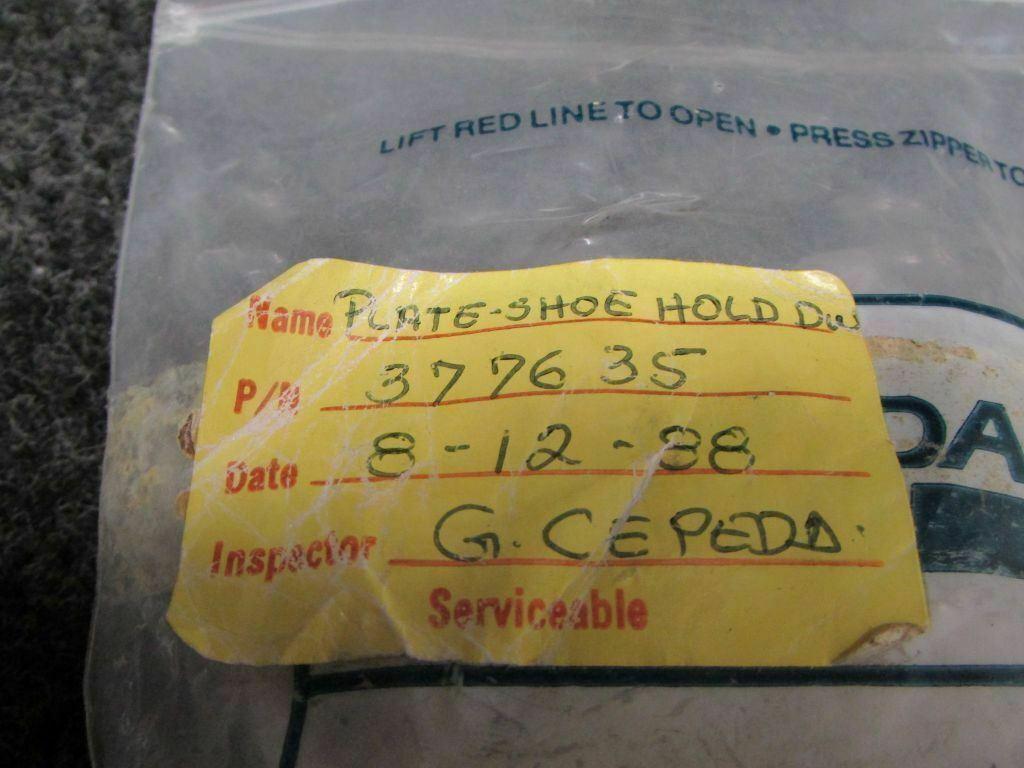 LIFT RED LINE TO OPEN • PRESS ZIPPER TO
Name PLATE-SHOE HOLD DW
P/N 377635
DA
Date 8-12-88
Inspector G. CEPEDA.
Serviceable